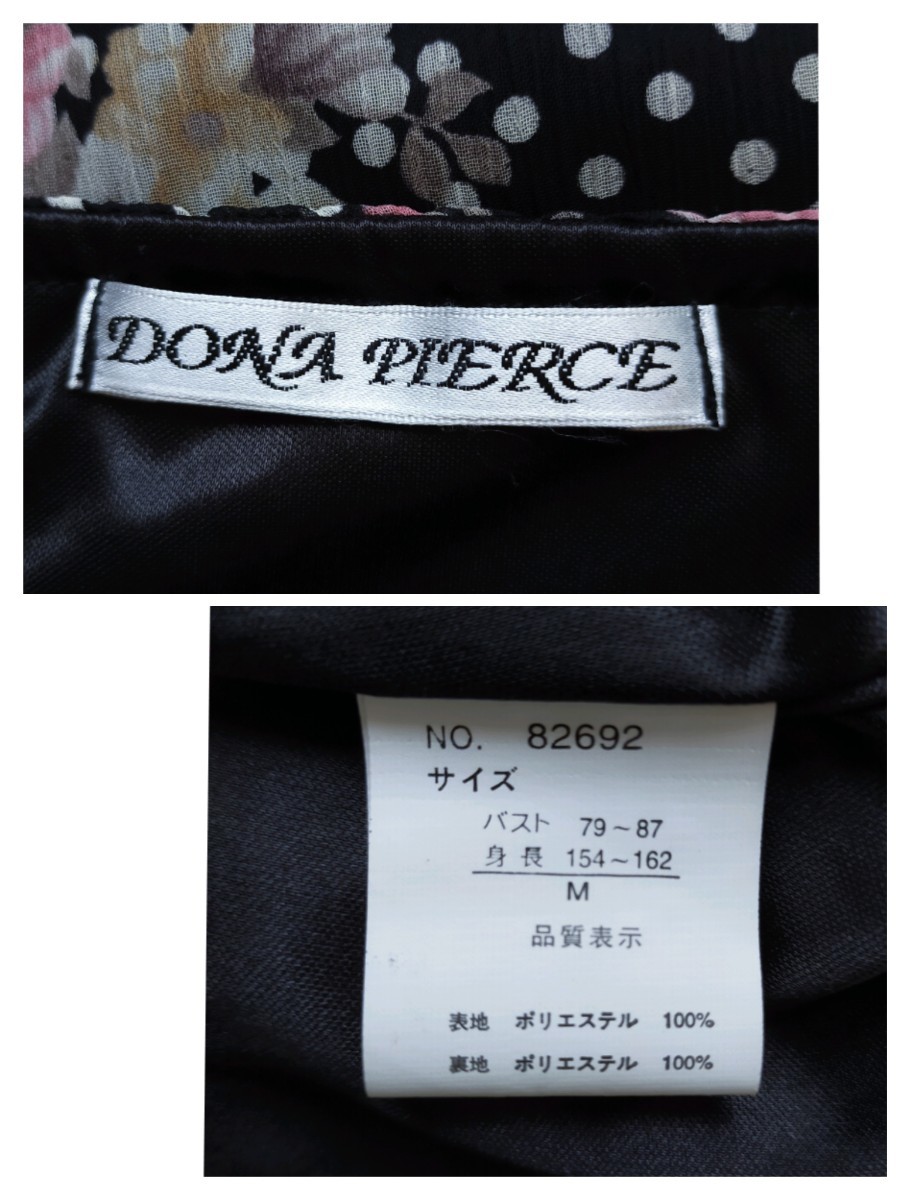 DONA PIERCE
NO. 82692
サイズ
バスト 79～87
身長 154～162
M
品質表示
表地 ポリエステル 100%
裏地 ポリエステル 100%